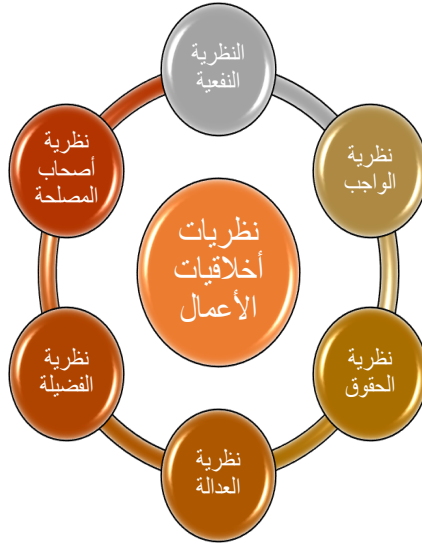 النظرية
النفعية
نظرية
الواجب
نظرية
الحقوق
نظرية
العدالة
نظرية
الفضيلة
نظرية
أصحاب
المصلحة
نظريات
أخلاقيات
الأعمال